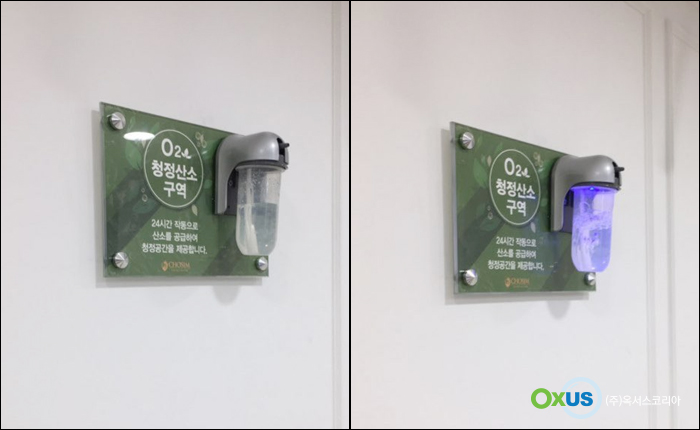 O2
청정산소
구역
24시간 작동으로
산소를 공급하여
청정공간을 제공합니다.
O2
청정산소
구역
24시간 작동으로
산소를 공급하여
청정공간을 제공합니다.
OXUS (주)옥서스코리아